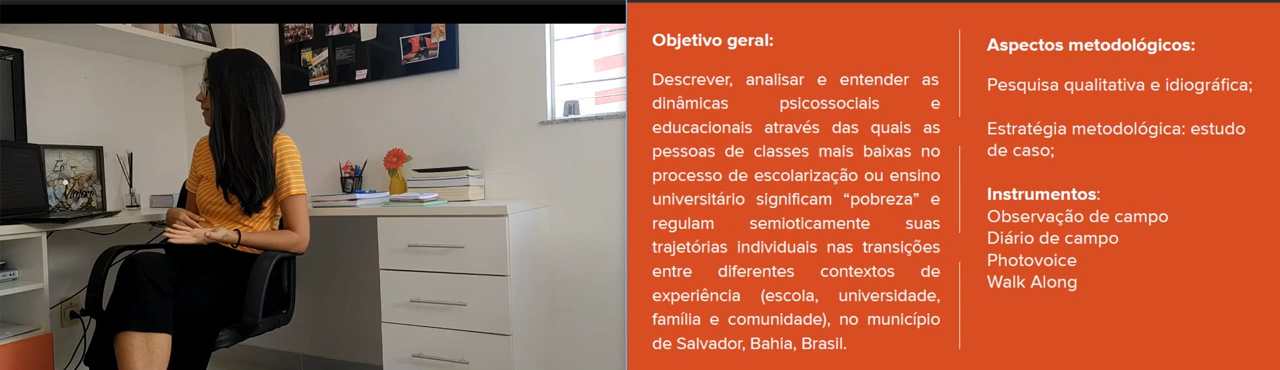 Objetivo geral:
Descrever, analisar e entender as
dinâmicas psicossociais e
educacionais através das quais as
pessoas de classes mais baixas no
processo de escolarização ou ensino
universitário significam “pobreza” e
regulam semioticamente suas
trajetórias individuais nas transições
entre diferentes contextos de
experiência (escola, universidade,
família e comunidade), no município
de Salvador, Bahia, Brasil.
Aspectos metodológicos:
Pesquisa qualitativa e idiográfica;
Estratégia metodológica: estudo
de caso;
Instrumentos:
Observação de campo
Diário de campo
Photovoice
Walk Along